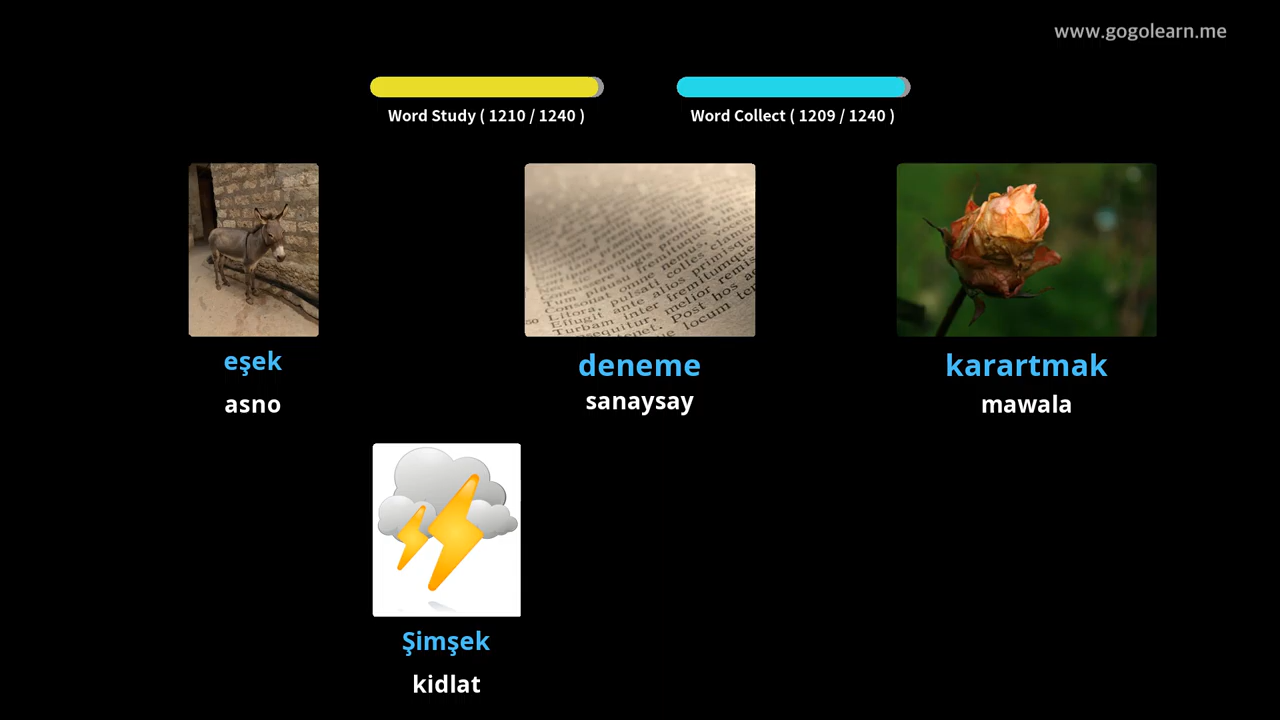 www.gogolearn.me
Word Study ( 1210 / 1240 )
Word Collect ( 1209 / 1240 )
eşek
asno
deneme
sanaysay
karartmak
mawala
Şimşek
kidlat